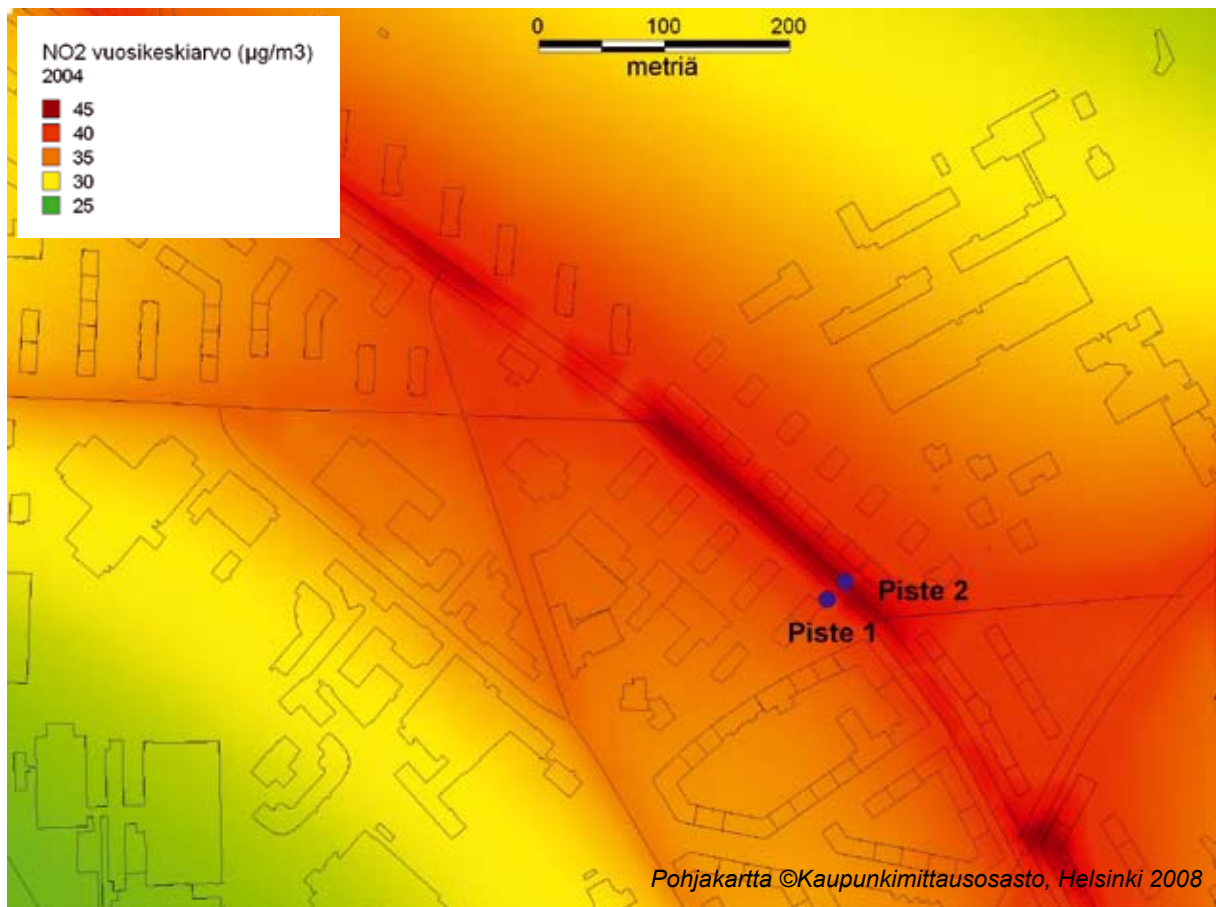 NO2 vuosikeskiarvo (µg/m3)
2004
45
40
35
30
25
0 100 200
metriä
Piste 2
Piste 1
Pohjakartta ©Kaupunkimittausosasto, Helsinki 2008